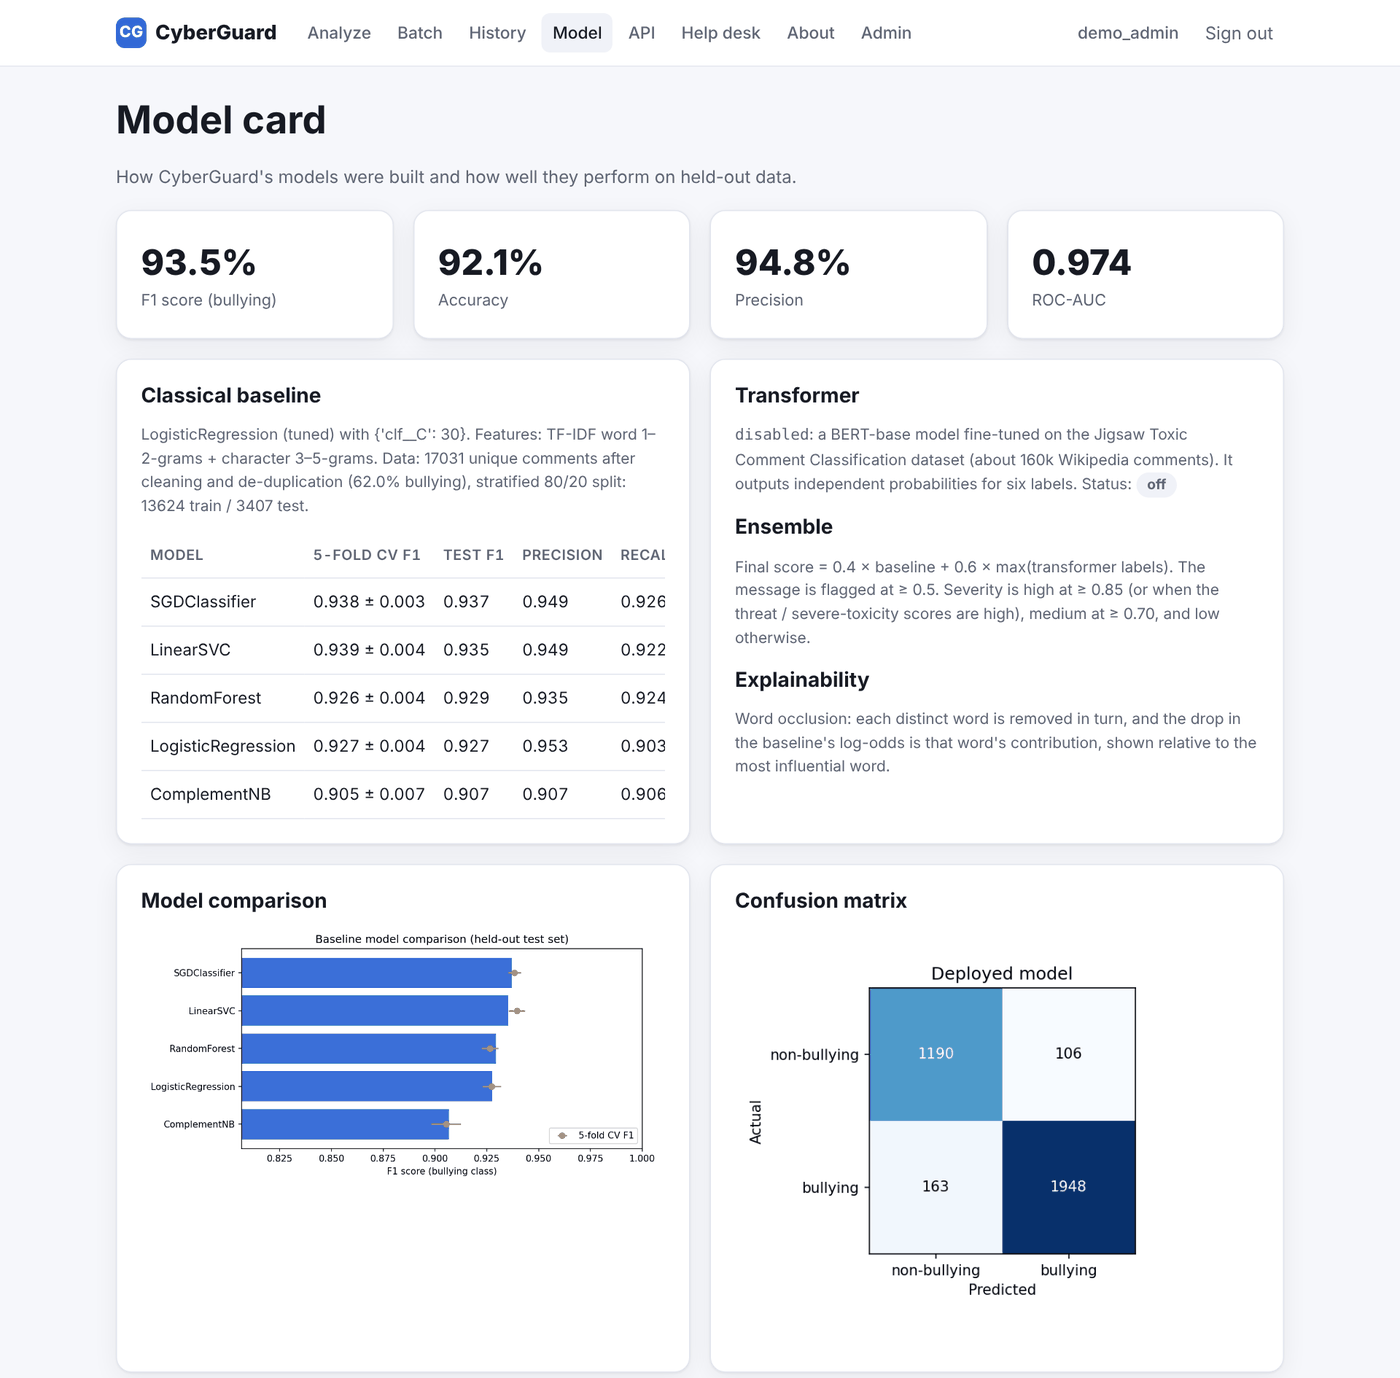 CG CyberGuard Analyze Batch History Model API Help desk About Admin demo_admin Sign out
Model card
How CyberGuard's models were built and how well they perform on held-out data.
93.5%
F1 score (bullying)
92.1%
Accuracy
94.8%
Precision
0.974
ROC-AUC
Classical baseline
LogisticRegression (tuned) with {'clf__C': 30}. Features: TF-IDF word 1–
2-grams + character 3–5-grams. Data: 17031 unique comments after
cleaning and de-duplication (62.0% bullying), stratified 80/20 split:
13624 train / 3407 test.
MODEL 5-FOLD CV F1 TEST F1 PRECISION RECAL
SGDClassifier 0.938 ± 0.003 0.937 0.949 0.926
LinearSVC 0.939 ± 0.004 0.935 0.949 0.922
RandomForest 0.926 ± 0.004 0.929 0.935 0.924
LogisticRegression 0.927 ± 0.004 0.927 0.953 0.903
ComplementNB 0.905 ± 0.007 0.907 0.907 0.906
Transformer
disabled: a BERT-base model fine-tuned on the Jigsaw Toxic
Comment Classification dataset (about 160k Wikipedia comments). It
outputs independent probabilities for six labels. Status: off
Ensemble
Final score = 0.4 × baseline + 0.6 × max(transformer labels). The
message is flagged at ≥ 0.5. Severity is high at ≥ 0.85 (or when the
threat / severe-toxicity scores are high), medium at ≥ 0.70, and low
otherwise.
Explainability
Word occlusion: each distinct word is removed in turn, and the drop in
the baseline's log-odds is that word's contribution, shown relative to the
most influential word.
Model comparison
Baseline model comparison (held-out test set)
SGDClassifier
LinearSVC
RandomForest
LogisticRegression
ComplementNB
5-fold CV F1
0.825 0.850 0.875 0.900 0.925 0.950 0.975 1.000
F1 score (bullying class)
Confusion matrix
Deployed model
non-bullying 1190 106
Actual
bullying 163 1948
non-bullying bullying
Predicted